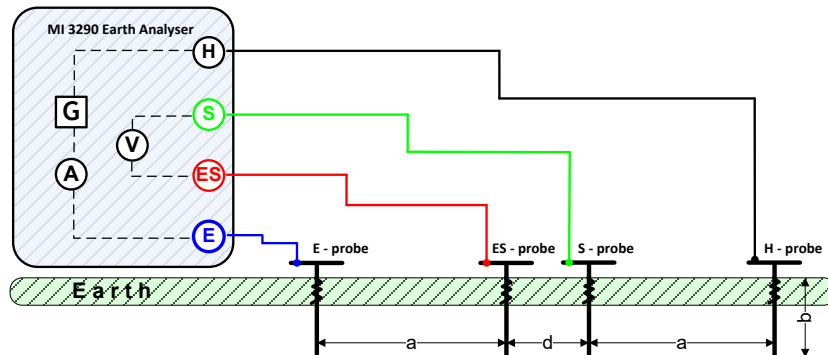 MI 3290 Earth Analyser
H
G
S
V
A
ES
E
E - probe
ES - probe
S - probe
H - probe
Earth
b
a
d
a